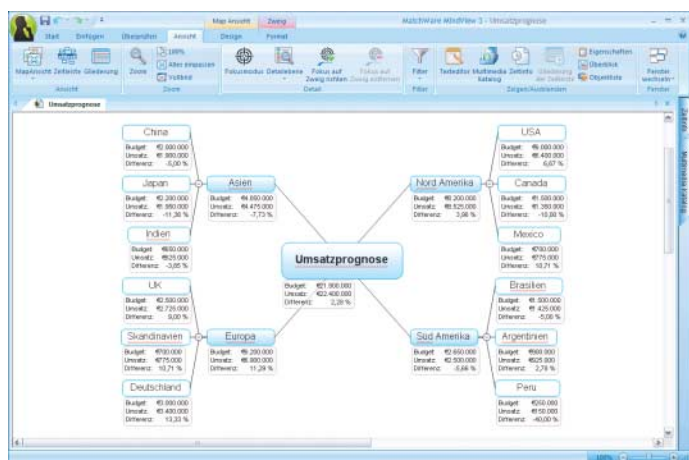 Map Ansicht Zweig
MatchWare MindView 3 - Umsatzprognose
Start Einfügen Überprüfen Ansicht Design Format
MapAnsicht Zeitleiste Gliederung
Ansicht
Zoom
100%
Alles einpassen
Vollbild
Zoom
Fokusmodus Detailebene Fokus auf Zweig richten Fokus auf Zweig entfernen
Detail
Filter
Filter
Texteditor Multimedia Katalog Zeitinfo Gliederung der Zeitleiste
Eigenschaften
Überblick
Objektliste
Zeigen/Ausblenden
Fenster wechseln
Fenster
Umsatzprognose
Multimedia Katalog
China
Budget: €2.000.000
Umsatz: €1.900.000
Differenz: -5,00 %
Japan
Budget: €2.200.000
Umsatz: €1.950.000
Differenz: -11,36 %
Indien
Budget: €650.000
Umsatz: €625.000
Differenz: -3,85 %
Asien
Budget: €4.850.000
Umsatz: €4.475.000
Differenz: -7,73 %
UK
Budget: €2.500.000
Umsatz: €2.725.000
Differenz: 9,00 %
Skandinavien
Budget: €700.000
Umsatz: €775.000
Differenz: 10,71 %
Deutschland
Budget: €3.000.000
Umsatz: €3.400.000
Differenz: 13,33 %
Europa
Budget: €6.200.000
Umsatz: €6.900.000
Differenz: 11,29 %
Umsatzprognose
Budget: €21.900.000
Umsatz: €22.400.000
Differenz: 2,28 %
Nord Amerika
Budget: €8.200.000
Umsatz: €8.525.000
Differenz: 3,96 %
USA
Budget: €6.000.000
Umsatz: €6.400.000
Differenz: 6,67 %
Canada
Budget: €1.500.000
Umsatz: €1.350.000
Differenz: -10,00 %
Mexico
Budget: €700.000
Umsatz: €775.000
Differenz: 10,71 %
Süd Amerika
Budget: €2.650.000
Umsatz: €2.500.000
Differenz: -5,66 %
Brasilien
Budget: €1.500.000
Umsatz: €1.425.000
Differenz: -5,00 %
Argentinien
Budget: €900.000
Umsatz: €925.000
Differenz: 2,78 %
Peru
Budget: €250.000
Umsatz: €150.000
Differenz: -40,00 %
100%